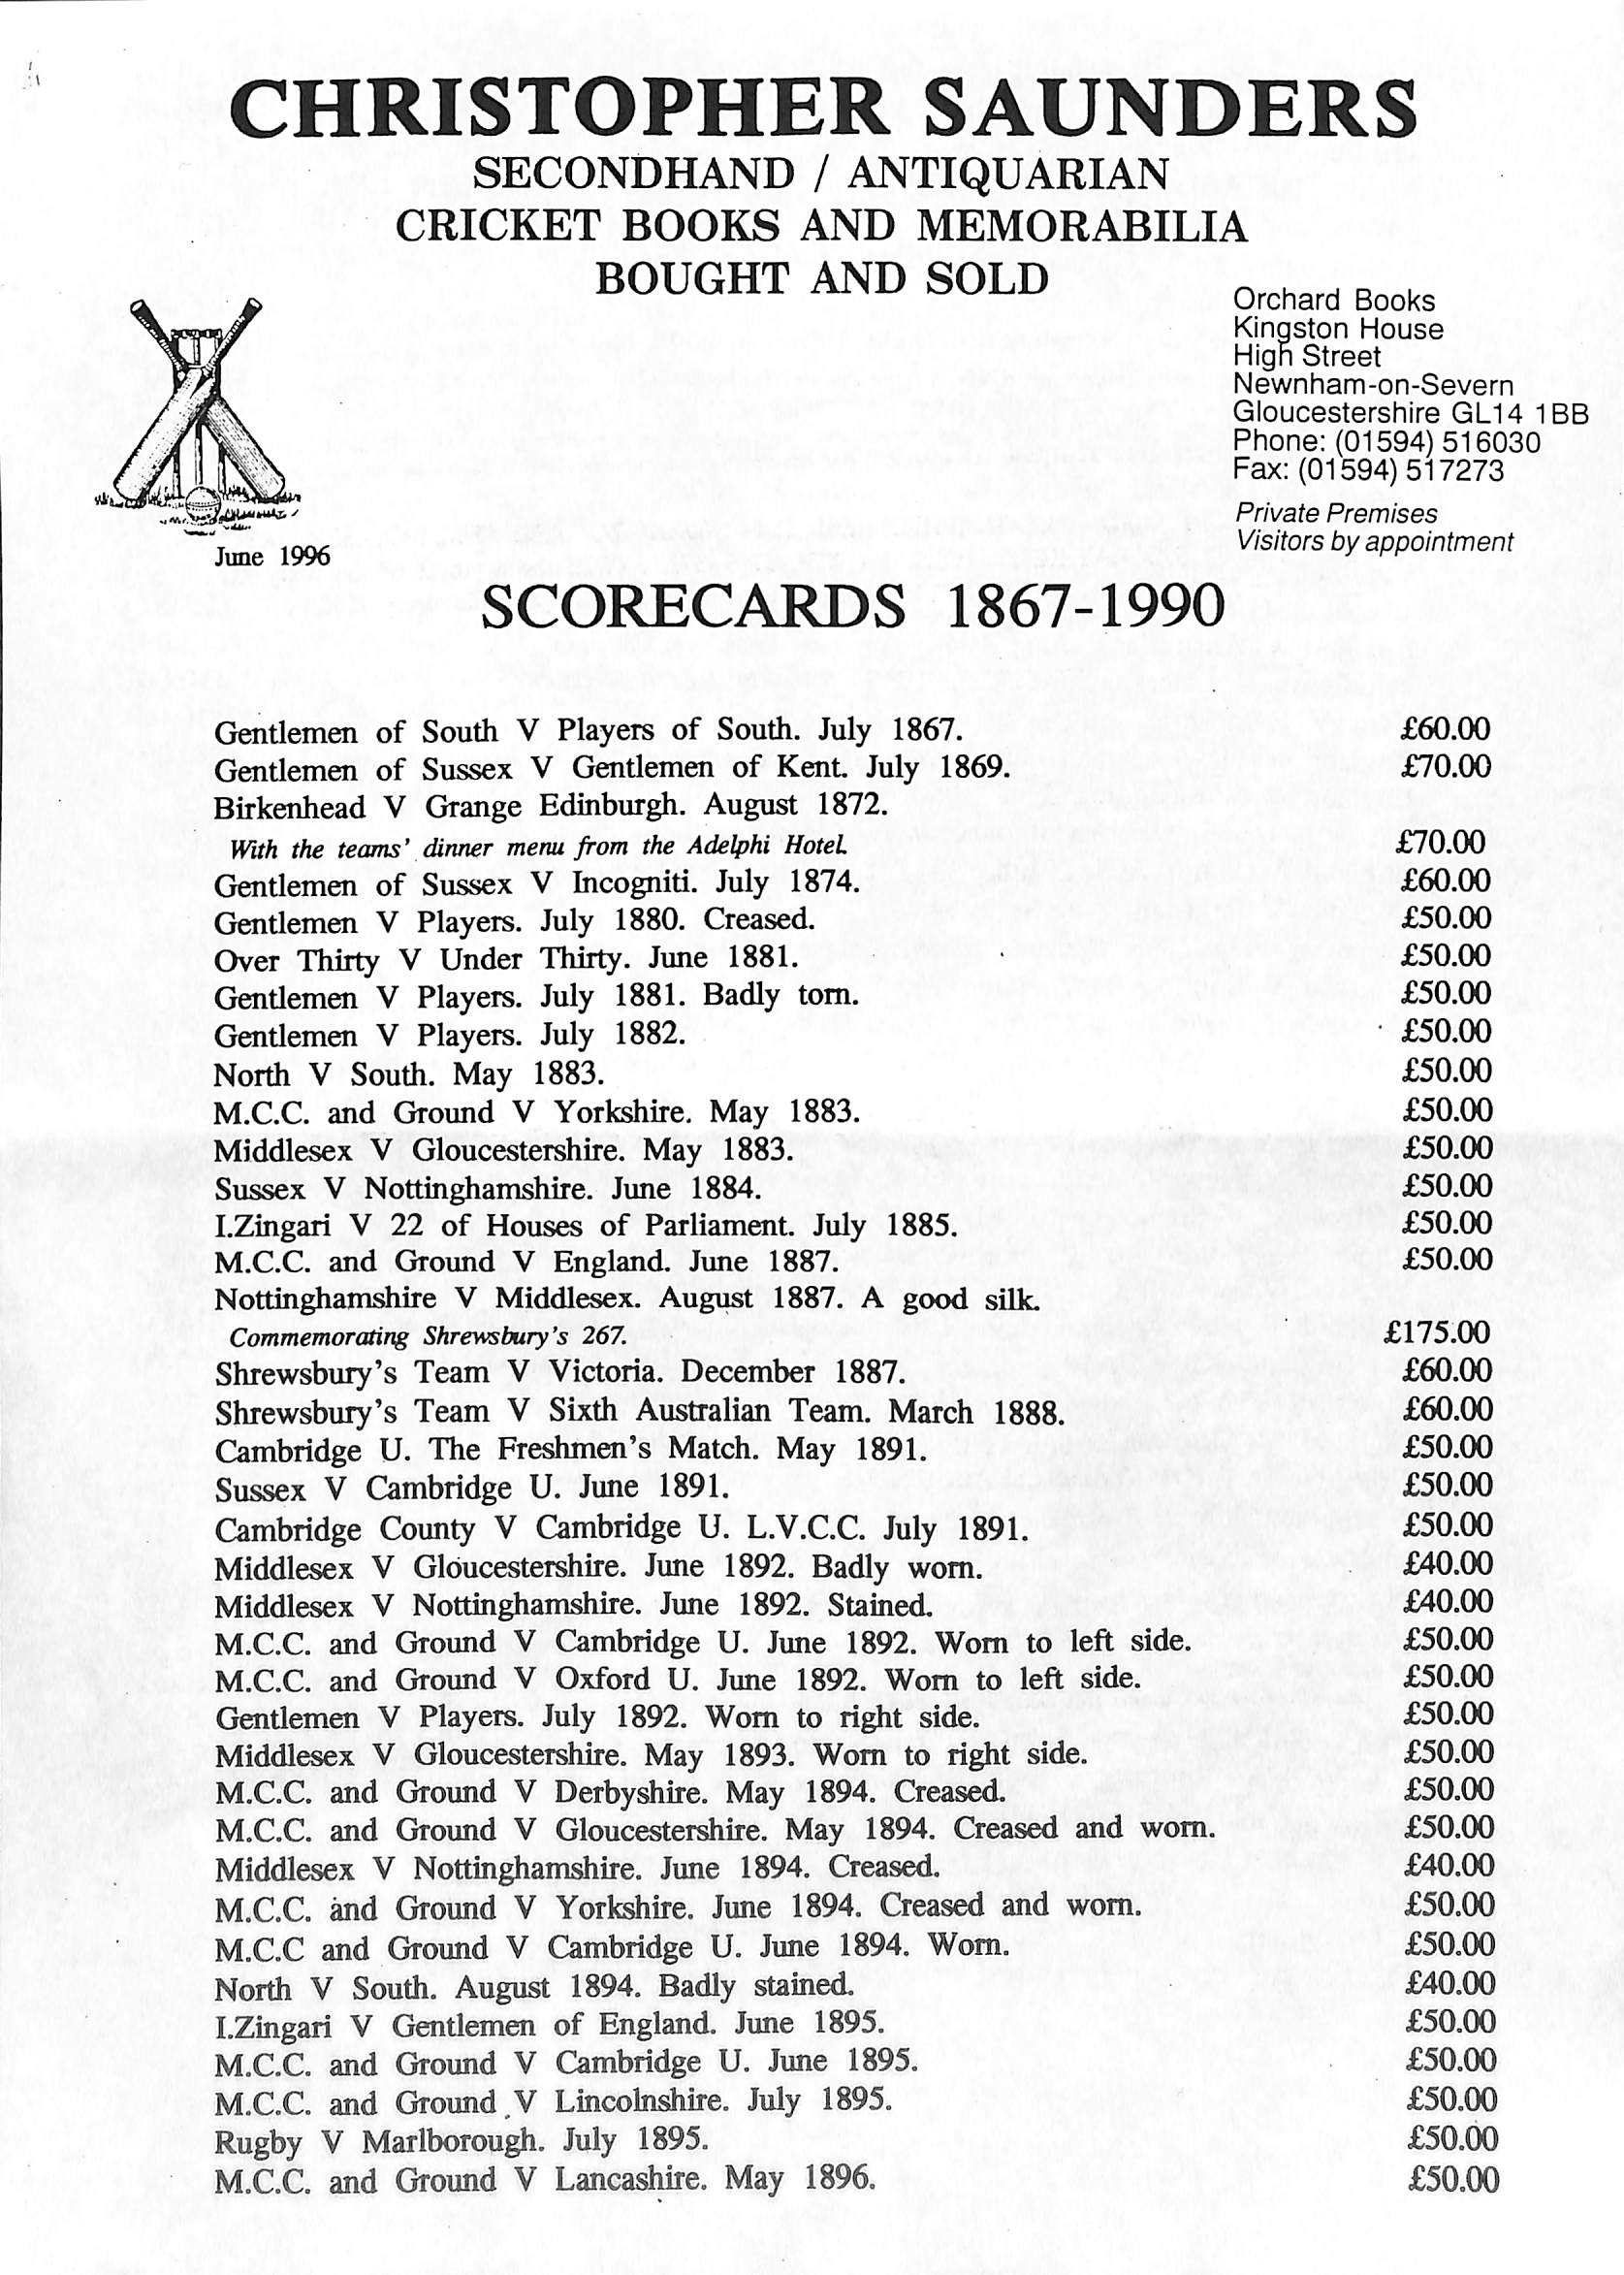 CHRISTOPHER SAUNDERS
SECONDHAND / ANTIQUARIAN
CRICKET BOOKS AND MEMORABILIA
BOUGHT AND SOLD
Orchard Books
Kingston House
High Street
Newnham-on-Severn
Gloucestershire GL14 1BB
Phone: (01594) 516030
Fax: (01594) 517273
Private Premises
Visitors by appointment
June 1996
SCORECARDS 1867-1990
Gentlemen of South V Players of South. July 1867. £60.00
Gentlemen of Sussex V Gentlemen of Kent. July 1869. £70.00
Birkenhead V Grange Edinburgh. August 1872.
With the teams' dinner menu from the Adelphi Hotel. £70.00
Gentlemen of Sussex V Incogniti. July 1874. £60.00
Gentlemen V Players. July 1880. Creased. £50.00
Over Thirty V Under Thirty. June 1881. £50.00
Gentlemen V Players. July 1881. Badly torn. £50.00
Gentlemen V Players. July 1882. £50.00
North V South. May 1883. £50.00
M.C.C. and Ground V Yorkshire. May 1883. £50.00
Middlesex V Gloucestershire. May 1883. £50.00
Sussex V Nottinghamshire. June 1884. £50.00
I.Zingari V 22 of Houses of Parliament. July 1885. £50.00
M.C.C. and Ground V England. June 1887. £50.00
Nottinghamshire V Middlesex. August 1887. A good silk.
Commemorating Shrewsbury's 267. £175.00
Shrewsbury's Team V Victoria. December 1887. £60.00
Shrewsbury's Team V Sixth Australian Team. March 1888. £60.00
Cambridge U. The Freshmen's Match. May 1891. £50.00
Sussex V Cambridge U. June 1891. £50.00
Cambridge County V Cambridge U. L.V.C.C. July 1891. £50.00
Middlesex V Gloucestershire. June 1892. Badly worn. £40.00
Middlesex V Nottinghamshire. June 1892. Stained. £40.00
M.C.C. and Ground V Cambridge U. June 1892. Worn to left side. £50.00
M.C.C. and Ground V Oxford U. June 1892. Worn to left side. £50.00
Gentlemen V Players. July 1892. Worn to right side. £50.00
Middlesex V Gloucestershire. May 1893. Worn to right side. £50.00
M.C.C. and Ground V Derbyshire. May 1894. Creased. £50.00
M.C.C. and Ground V Gloucestershire. May 1894. Creased and worn. £50.00
Middlesex V Nottinghamshire. June 1894. Creased. £40.00
M.C.C. and Ground V Yorkshire. June 1894. Creased and worn. £50.00
M.C.C and Ground V Cambridge U. June 1894. Worn. £50.00
North V South. August 1894. Badly stained. £40.00
I.Zingari V Gentlemen of England. June 1895. £50.00
M.C.C. and Ground V Cambridge U. June 1895. £50.00
M.C.C. and Ground V Lincolnshire. July 1895. £50.00
Rugby V Marlborough. July 1895. £50.00
M.C.C. and Ground V Lancashire. May 1896. £50.00